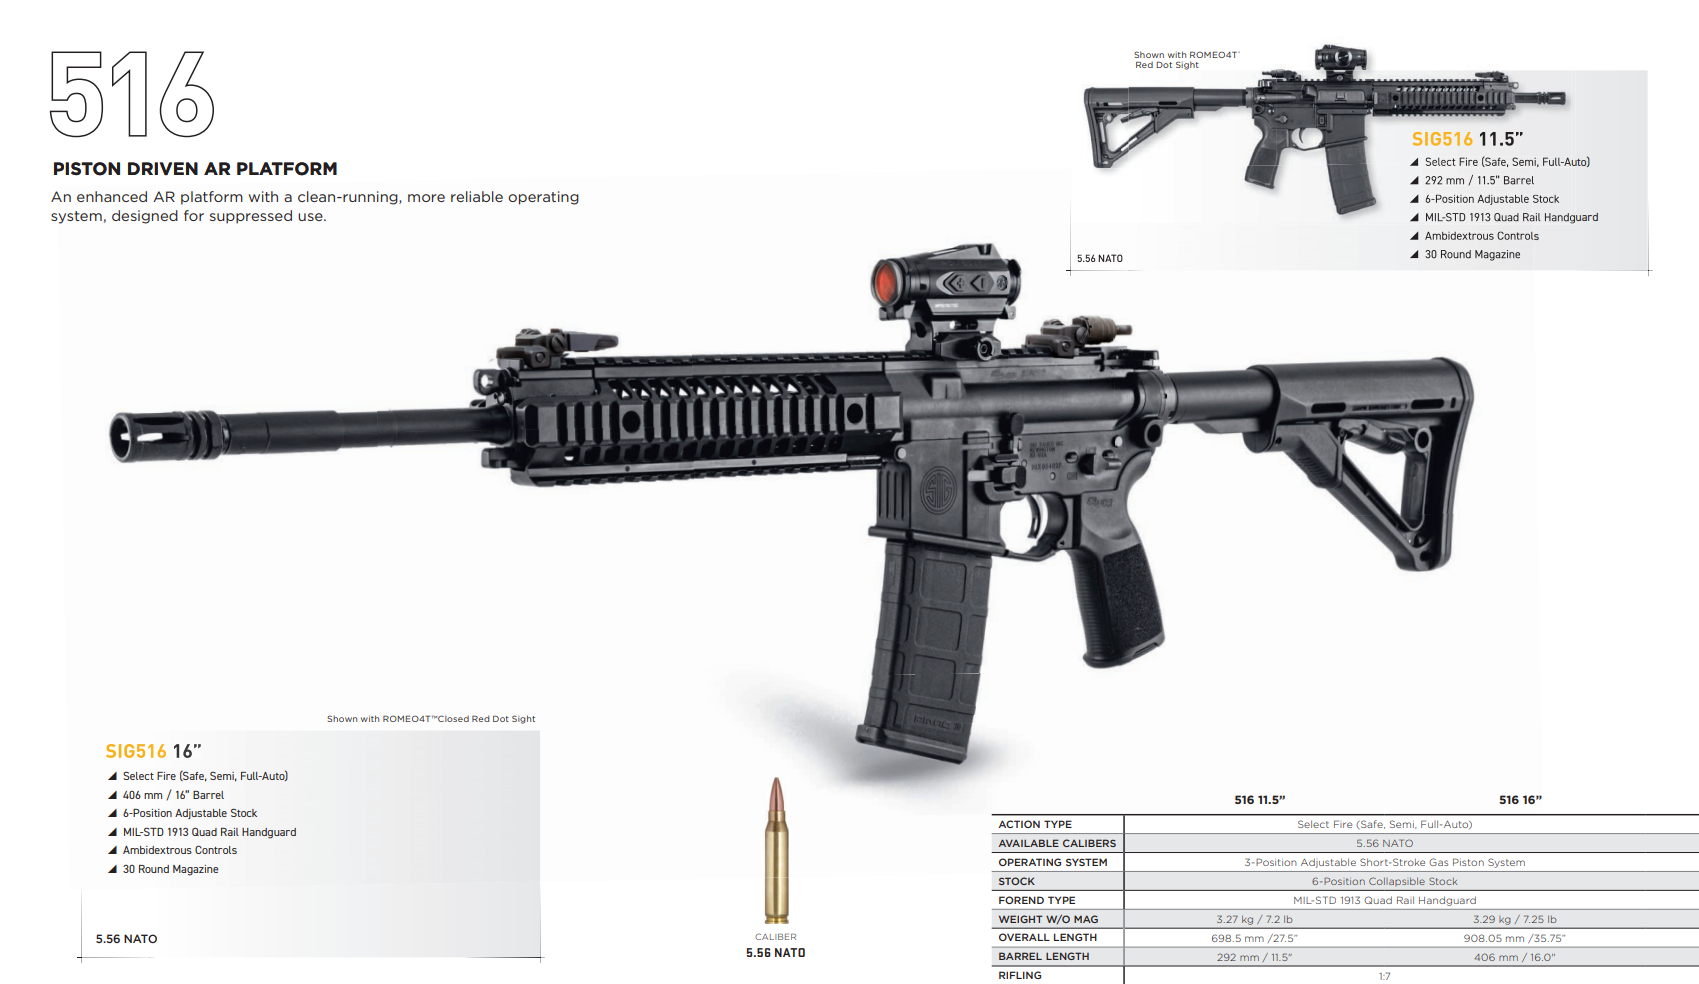 516
PISTON DRIVEN AR PLATFORM
An enhanced AR platform with a clean-running, more reliable operating
system, designed for suppressed use.
Shown with ROMEO4T
Red Dot Sight
SIG516 11.5”
Select Fire (Safe, Semi, Full-Auto)
292 mm / 11.5" Barrel
6-Position Adjustable Stock
MIL-STD 1913 Quad Rail Handguard
Ambidextrous Controls
30 Round Magazine
5.56 NATO
SIG
Shown with ROMEO4T™Closed Red Dot Sight
SIG516 16”
Select Fire (Safe, Semi, Full-Auto)
406 mm / 16" Barrel
6-Position Adjustable Stock
MIL-STD 1913 Quad Rail Handguard
Ambidextrous Controls
30 Round Magazine
5.56 NATO
CALIBER
5.56 NATO
516 11.5” 516 16”
ACTION TYPE Select Fire (Safe, Semi, Full-Auto)
AVAILABLE CALIBERS 5.56 NATO
OPERATING SYSTEM 3-Position Adjustable Short-Stroke Gas Piston System
STOCK 6-Position Collapsible Stock
FOREND TYPE MIL-STD 1913 Quad Rail Handguard
WEIGHT W/O MAG 3.27 kg / 7.2 lb 3.29 kg / 7.25 lb
OVERALL LENGTH 698.5 mm /27.5” 908.05 mm /35.75”
BARREL LENGTH 292 mm / 11.5" 406 mm / 16.0"
RIFLING 1:7